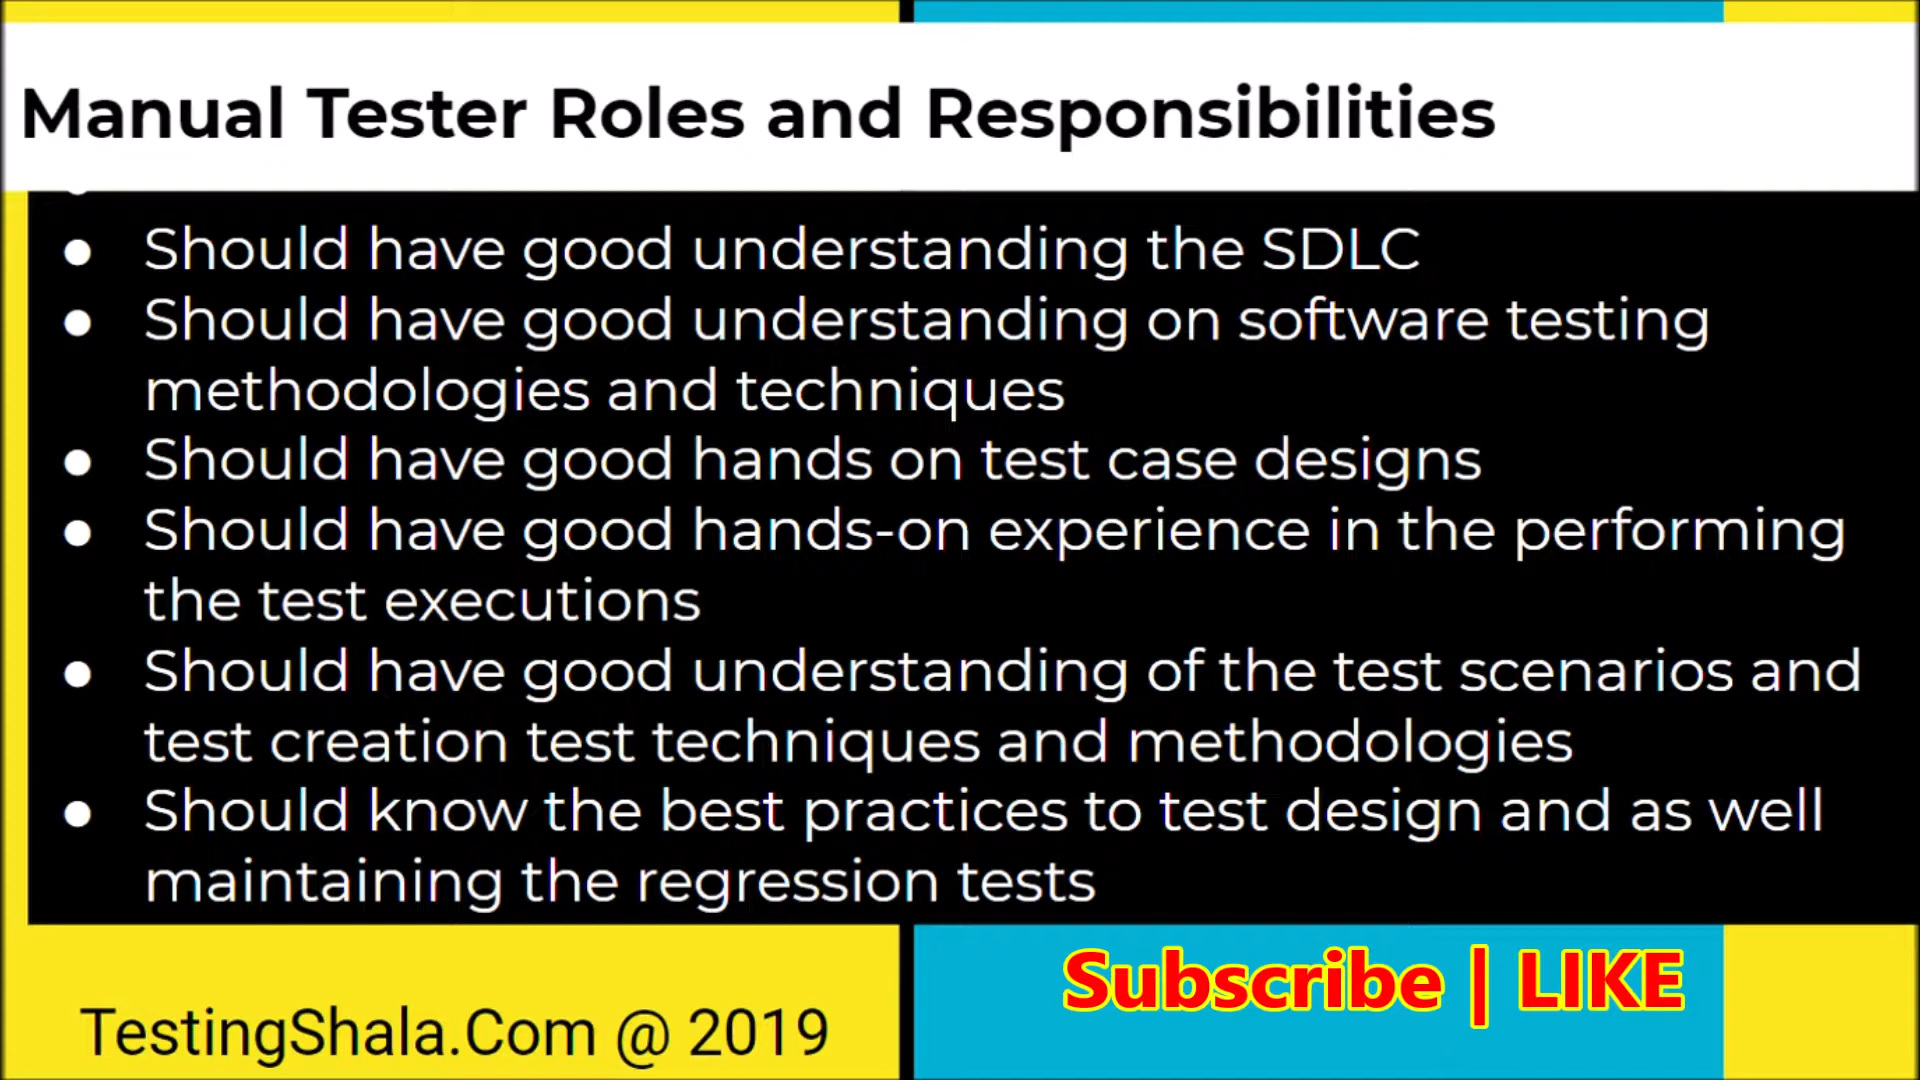 Manual Tester Roles and Responsibilities
● Should have good understanding the SDLC
● Should have good understanding on software testing
methodologies and techniques
● Should have good hands on test case designs
● Should have good hands-on experience in the performing
the test executions
● Should have good understanding of the test scenarios and
test creation test techniques and methodologies
● Should know the best practices to test design and as well
maintaining the regression tests
Subscribe | LIKE
TestingShala.Com @ 2019